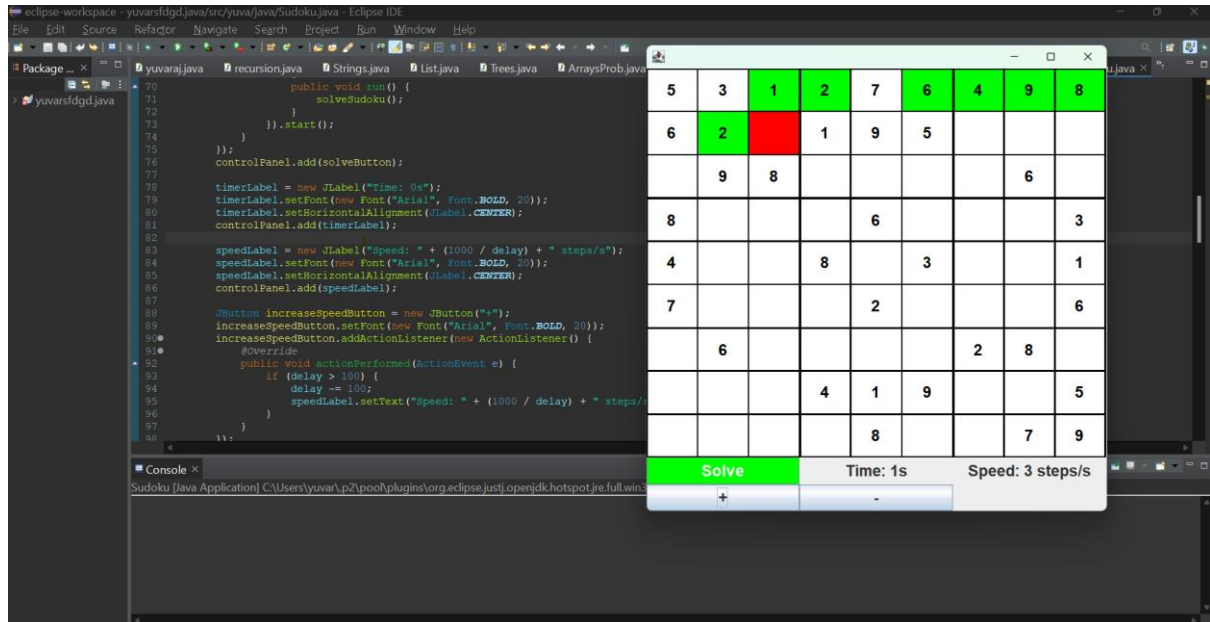 eclipse-workspace - yuvarsfdgd.java/src/yuva/java/Sudoku.java - Eclipse IDE
File Edit Source Refactor Navigate Search Project Run Window Help
Package ...
yuvaraj.java recursion.java Strings.java List.java Trees.java ArraysProb.java u.java
yuvarsfdgd.java
70 public void run() {
71 solveSudoku();
72 }
73 }).start();
74 }
75 });
76 controlPanel.add(solveButton);
77
78 timerLabel = new JLabel("Time: 0s");
79 timerLabel.setFont(new Font("Arial", Font.BOLD, 20));
80 timerLabel.setHorizontalAlignment(JLabel.CENTER);
81 controlPanel.add(timerLabel);
82
83 speedLabel = new JLabel("Speed: " + (1000 / delay) + " steps/s");
84 speedLabel.setFont(new Font("Arial", Font.BOLD, 20));
85 speedLabel.setHorizontalAlignment(JLabel.CENTER);
86 controlPanel.add(speedLabel);
87
88 JButton increaseSpeedButton = new JButton("+");
89 increaseSpeedButton.setFont(new Font("Arial", Font.BOLD, 20));
90 increaseSpeedButton.addActionListener(new ActionListener() {
91 @Override
92 public void actionPerformed(ActionEvent e) {
93 if (delay > 100) {
94 delay -= 100;
95 speedLabel.setText("Speed: " + (1000 / delay) + " steps/
96 }
97 }
98 });
5 3 1 2 7 6 4 9 8
6 2 1 9 5
9 8 6
8 6 3
4 8 3 1
7 2 6
6 2 8
4 1 9 5
8 7 9
Solve Time: 1s Speed: 3 steps/s
+ -
Console
Sudoku [Java Application] C:\Users\yuvar\.p2\pool\plugins\org.eclipse.justj.openjdk.hotspot.jre.full.win3